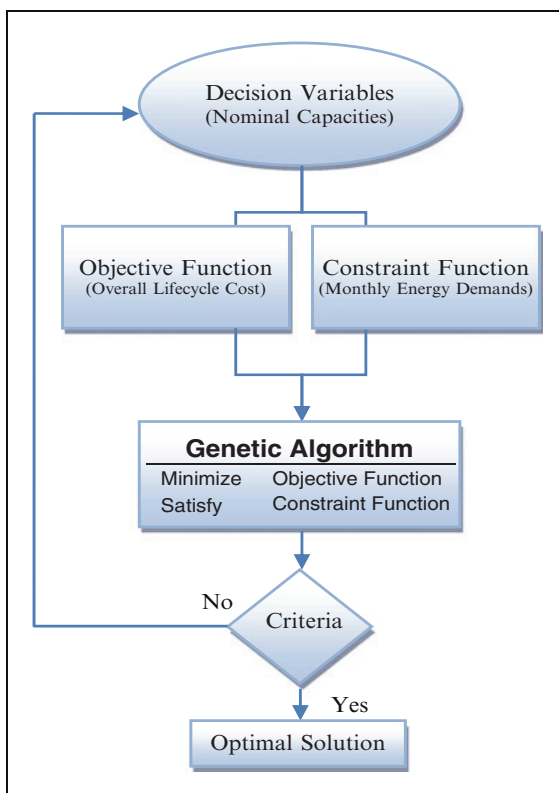 Decision Variables
(Nominal Capacities)
Objective Function
(Overall Lifecycle Cost)
Constraint Function
(Monthly Energy Demands)
Genetic Algorithm
Minimize Objective Function
Satisfy Constraint Function
No
Criteria
Yes
Optimal Solution